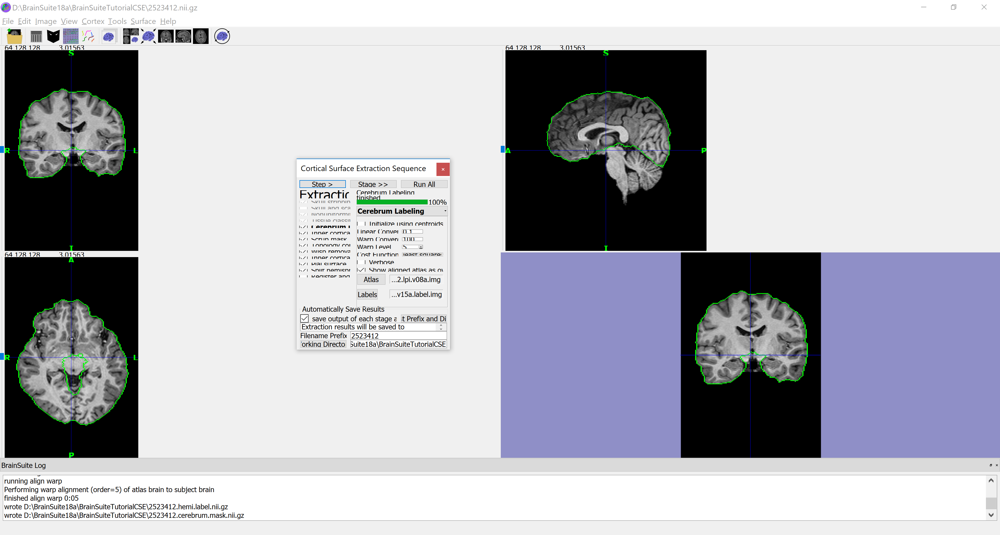 D:\BrainSuite18a\BrainSuiteTutorialCSE\2523412.nii.gz
File Edit Image View Cortex Tools Surface Help
64 128 128 3.01563
S
R
L
I
64 128 128 3.01563
S
A
P
I
64 128 128 3.01563
A
R
L
P
Cortical Surface Extraction Sequence
Step >
Stage >>
Run All
Extractic
Cerebrum Labeling
finished
100%
Skull strippin
Skull and sca
Nonuniformi
Tissue classif
Inner cortica
Scrub mask
Topology cor
Wisp remova
Inner cortica
Pial surface
Split hemispr
Register and
Cerebrum Labeling
Initialize using centroids
Linear Conver 0.1
Warp Converg 100
Warp Level 5
Cost Function least square
Verbose
Show aligned atlas as ov
Atlas ...2.lpi.v08a.img
Labels ...v15a.label.img
Automatically Save Results
save output of each stage a
t Prefix and Di
Extraction results will be saved to
Filename Prefix 2523412
orking Directo Suite18a\BrainSuiteTutorialCSE
BrainSuite Log
running align warp
Performing warp alignment (order=5) of atlas brain to subject brain
finished align warp 0:05
wrote D:\BrainSuite18a\BrainSuiteTutorialCSE\2523412.hemi.label.nii.gz
wrote D:\BrainSuite18a\BrainSuiteTutorialCSE\2523412.cerebrum.mask.nii.gz